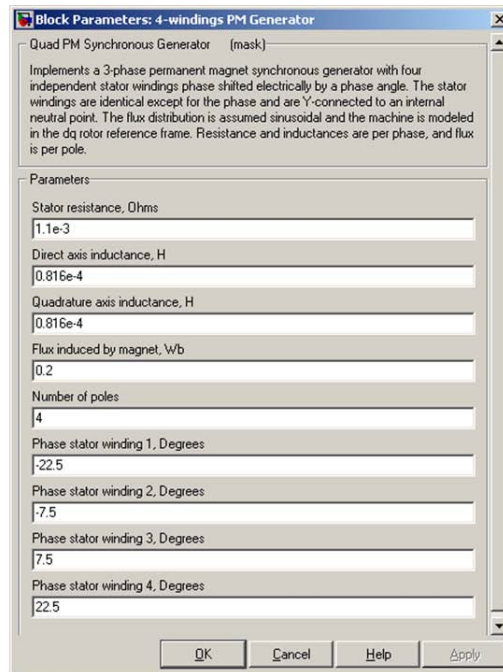 Block Parameters: 4-windings PM Generator
Quad PM Synchronous Generator (mask)
Implements a 3-phase permanent magnet synchronous generator with four
independent stator windings phase shifted electrically by a phase angle. The stator
windings are identical except for the phase and are Y-connected to an internal
neutral point. The flux distribution is assumed sinusoidal and the machine is modeled
in the dq rotor reference frame. Resistance and inductances are per phase, and flux
is per pole.
Parameters
Stator resistance, Ohms
1.1e-3
Direct axis inductance, H
0.816e-4
Quadrature axis inductance, H
0.816e-4
Flux induced by magnet, Wb
0.2
Number of poles
4
Phase stator winding 1, Degrees
-22.5
Phase stator winding 2, Degrees
-7.5
Phase stator winding 3, Degrees
7.5
Phase stator winding 4, Degrees
22.5
OK Cancel Help Apply